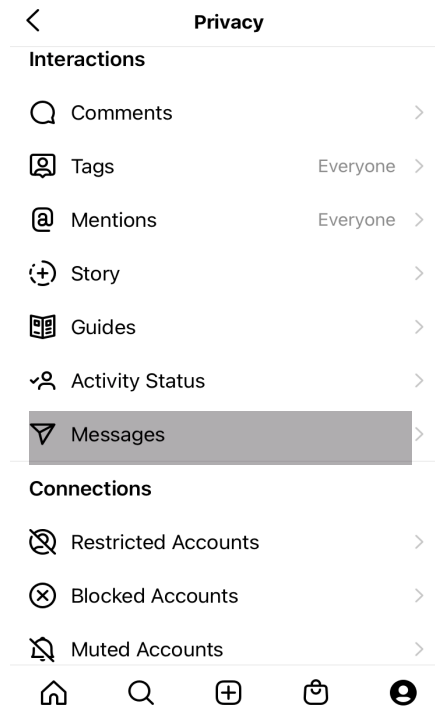 Privacy
Interactions
Comments
Tags Everyone
Mentions Everyone
Story
Guides
Activity Status
Messages
Connections
Restricted Accounts
Blocked Accounts
Muted Accounts